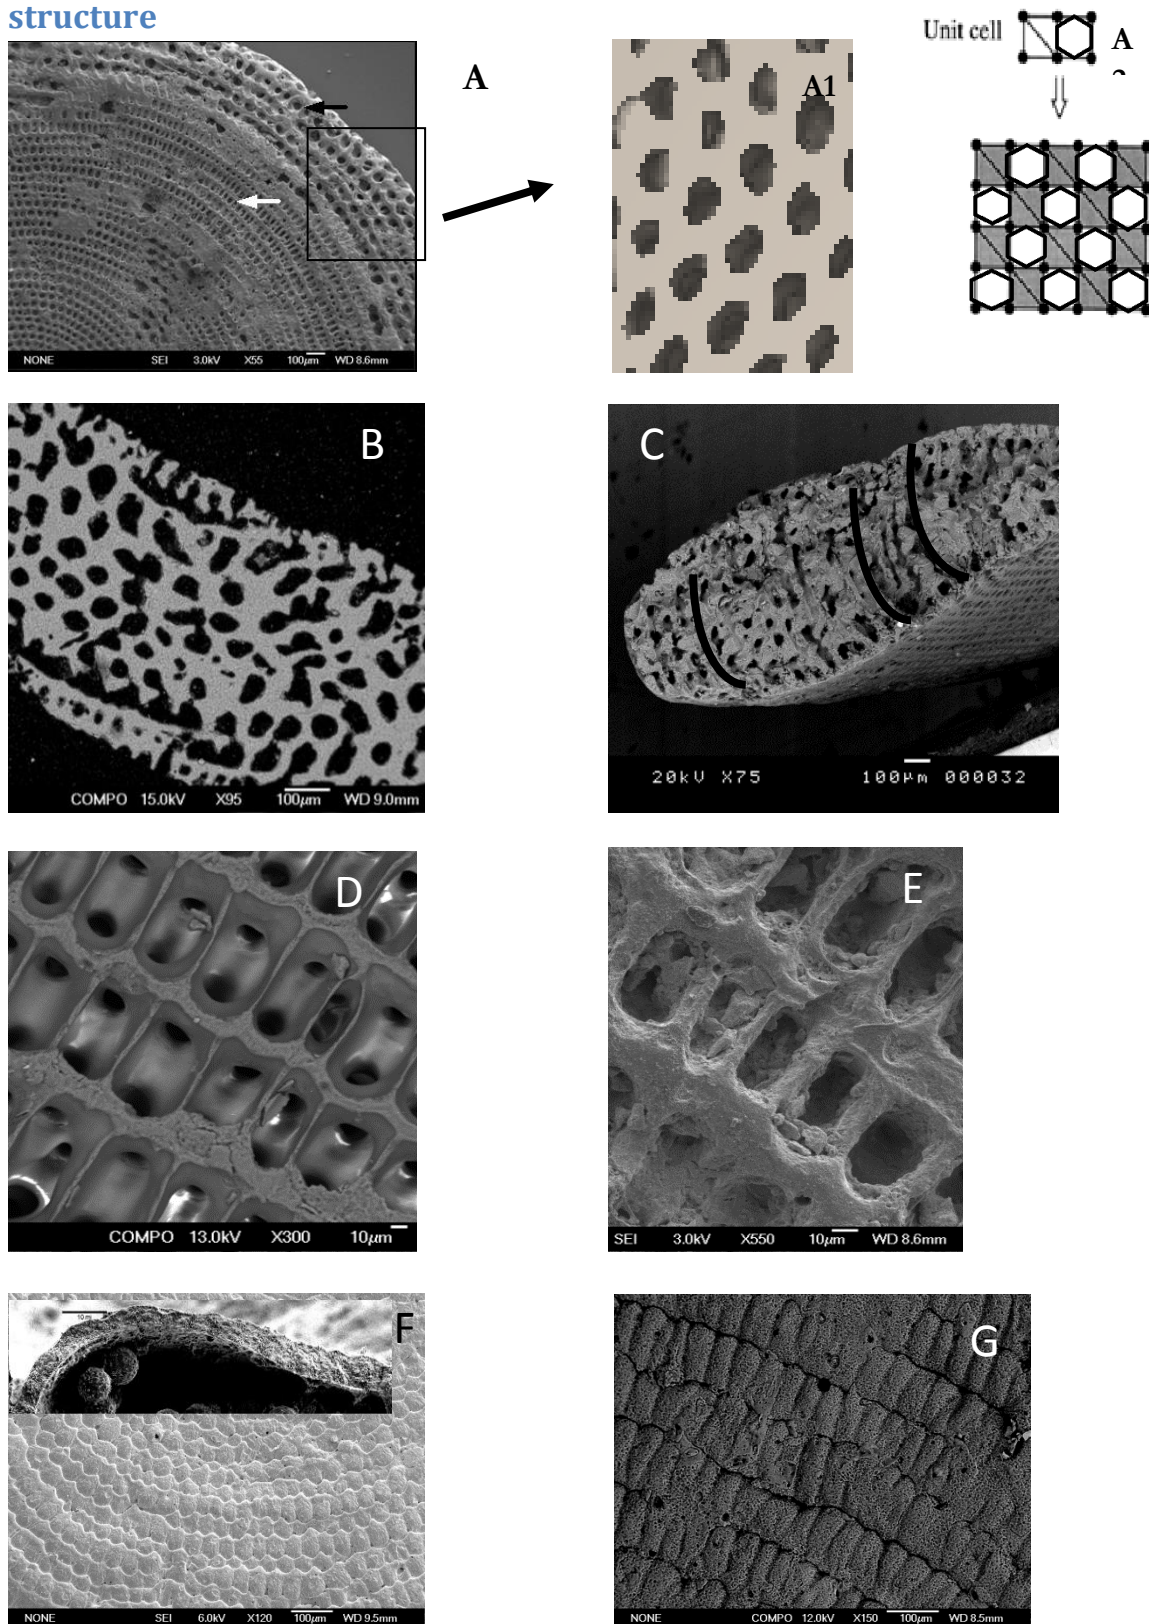 structure
Unit cell
A
A1
A
NONE SEI 3.0kV X55 100μm WD 8.6mm
B
COMPO 15.0kV X95 100μm WD 9.0mm
C
20kV X75 100μm 000032
D
COMPO 13.0kV X300 10μm
E
SEI 3.0kV X550 10μm WD 8.6mm
F
NONE SEI 6.0kV X120 100μm WD 9.5mm
G
NONE COMPO 12.0kV X150 100μm WD 8.5mm